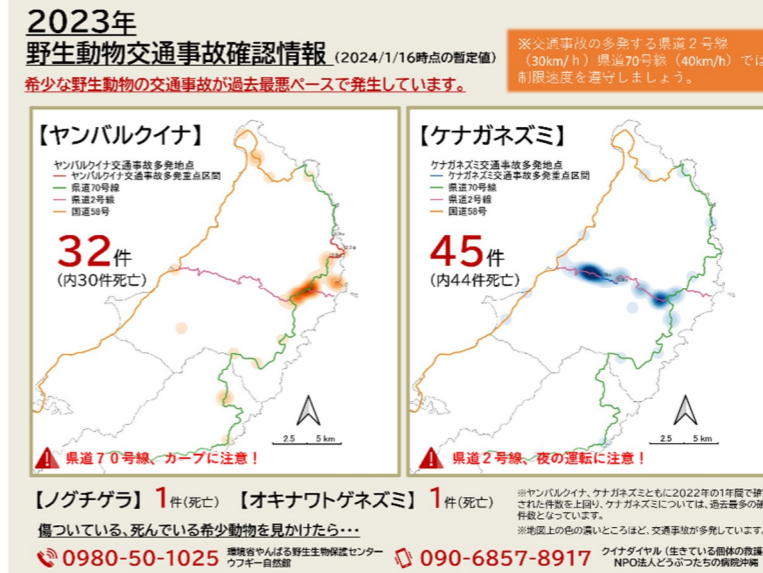 2023年
野生動物交通事故確認情報 (2024/1/16時点の暫定値)
希少な野生動物の交通事故が過去最悪ペースで発生しています。
※交通事故の多発する県道２号線
（30km/ｈ）県道70号線（40km/h）では
制限速度を遵守しましょう。
【ヤンバルクイナ】
ヤンバルクイナ交通事故多発地点
ヤンバルクイナ交通事故多発重点区間
県道70号線
県道2号線
国道58号
32件
(内30件死亡)
2.5 5 km
県道７０号線、カーブに注意！
【ケナガネズミ】
ケナガネズミ交通事故多発地点
ケナガネズミ交通事故多発重点区間
県道70号線
県道2号線
国道58号
45件
(内44件死亡)
2.5 5 km
県道２号線、夜の運転に注意！
【ノグチゲラ】 1件(死亡) 【オキナワトゲネズミ】 1件(死亡)
※ヤンバルクイナ、ケナガネズミともに2022年の1年間で確
された件数を上回り、ケナガネズミについては、過去最多の確
件数となっています。
※地図上の色の濃いところほど、交通事故が多発しています。
傷ついている、死んでいる希少動物を見かけたら・・・
0980-50-1025 環境省やんばる野生生物保護センター
ウフギー自然館
090-6857-8917 クイナダイヤル（生きている個体の救護
NPO法人どうぶつたちの病院沖縄